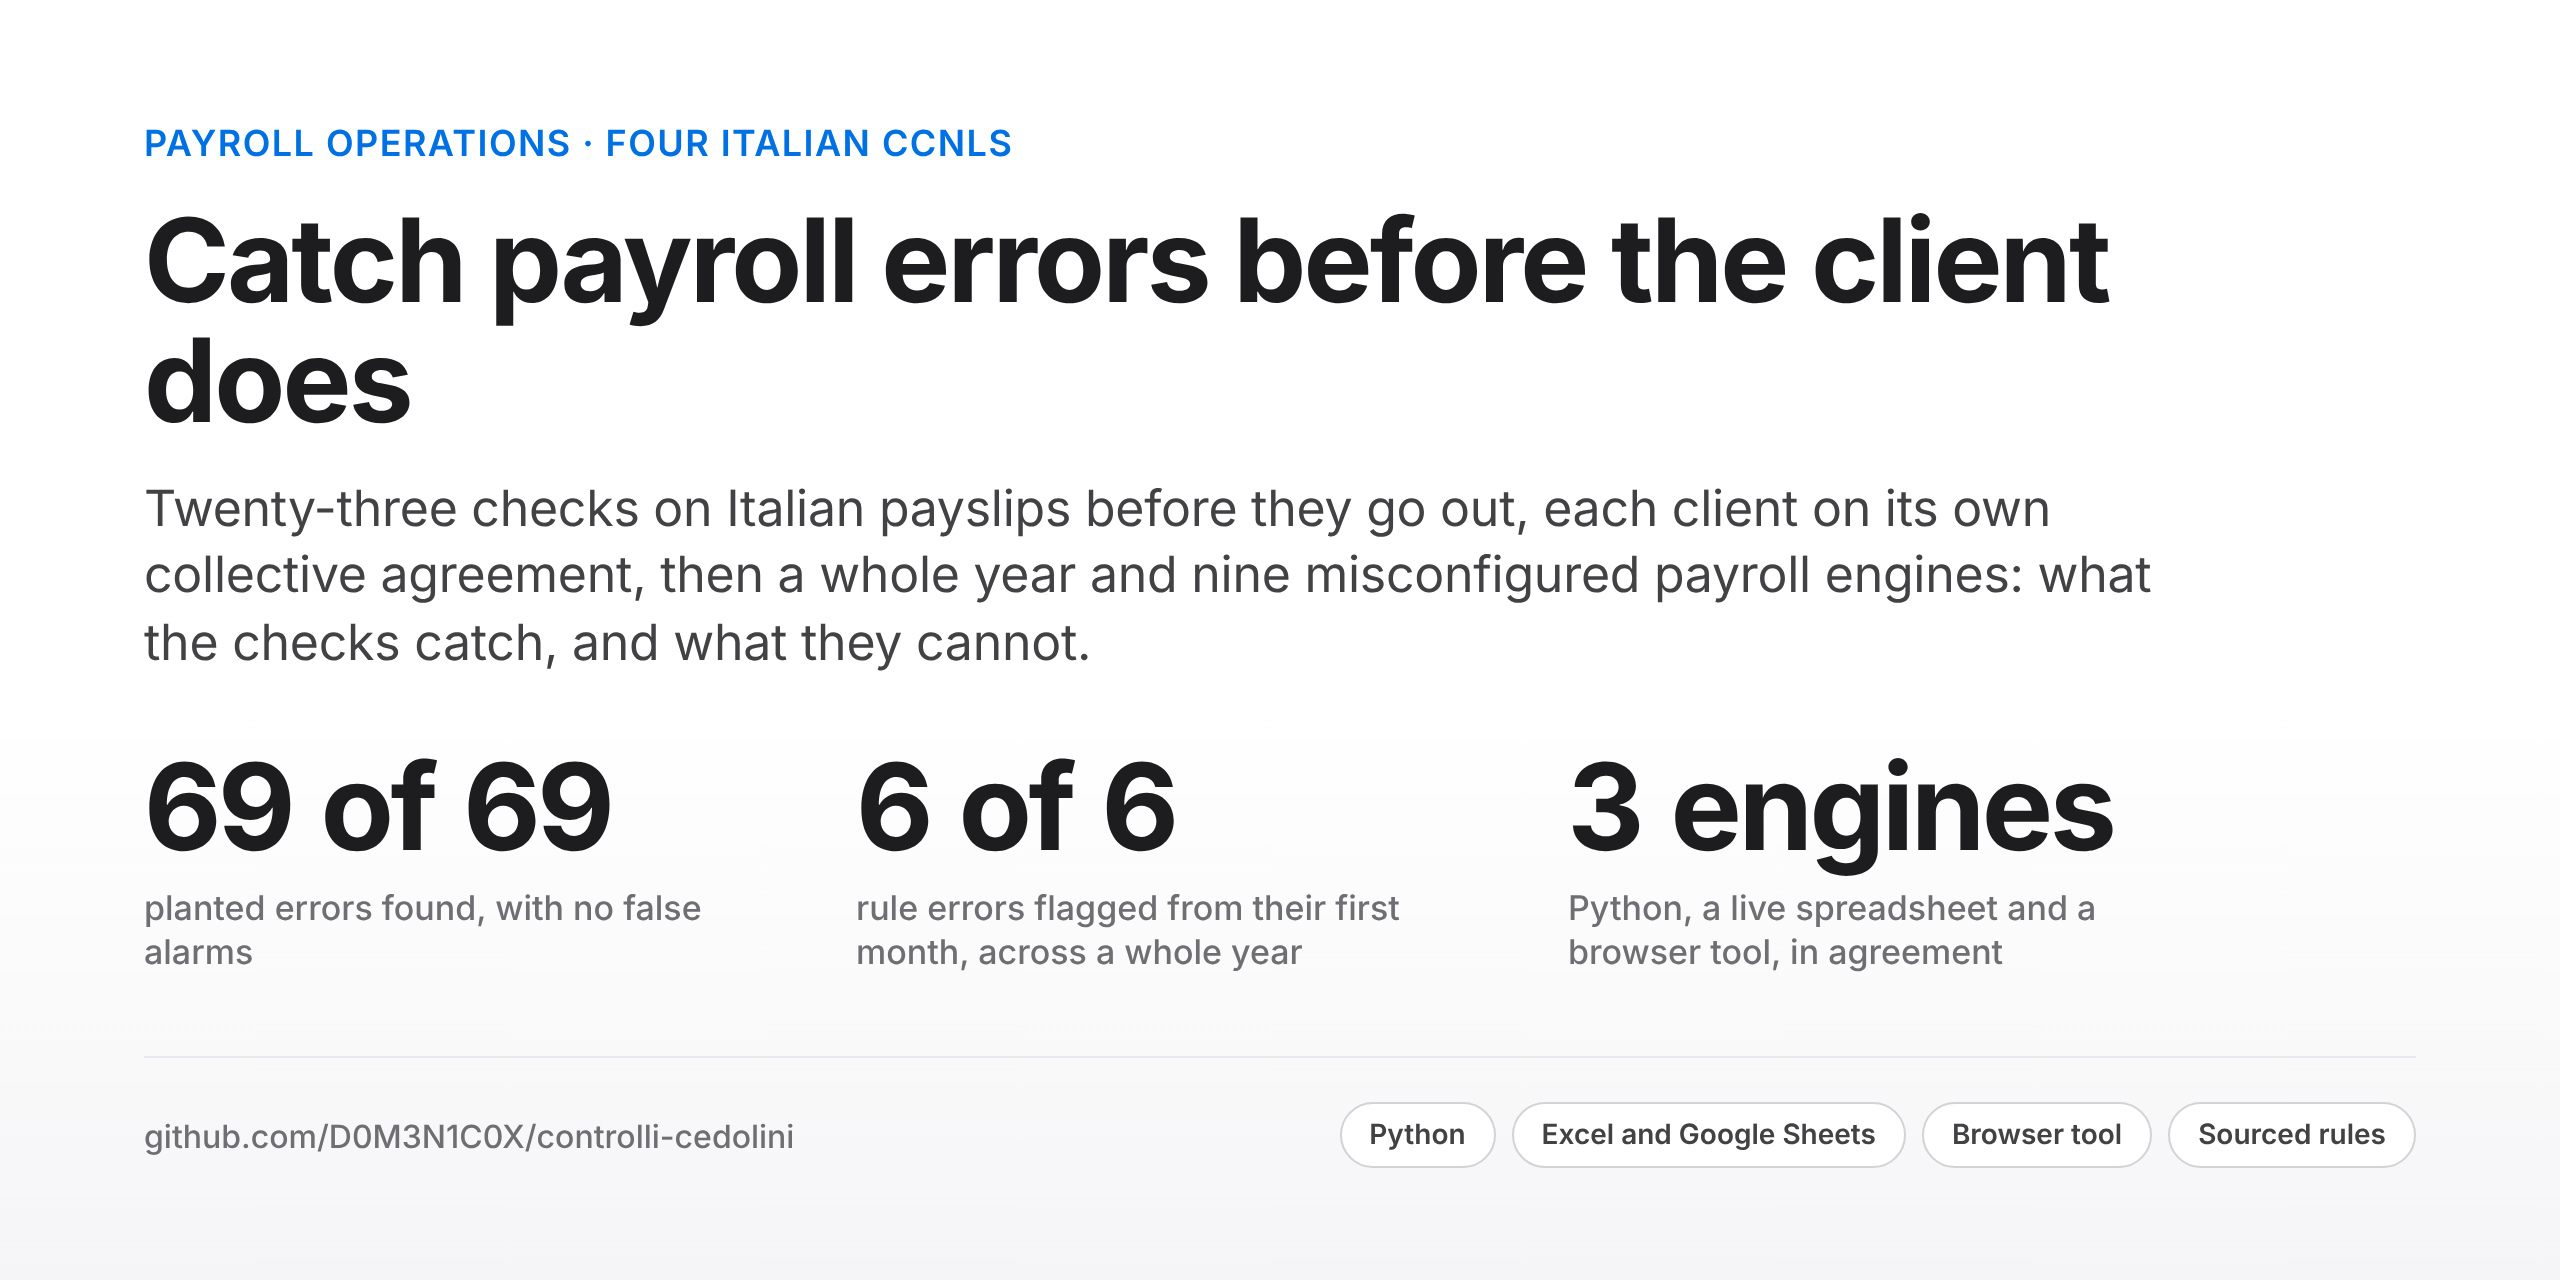 PAYROLL OPERATIONS · FOUR ITALIAN CCNLS
Catch payroll errors before the client
does
Twenty-three checks on Italian payslips before they go out, each client on its own
collective agreement, then a whole year and nine misconfigured payroll engines: what
the checks catch, and what they cannot.
69 of 69
planted errors found, with no false
alarms
6 of 6
rule errors flagged from their first
month, across a whole year
3 engines
Python, a live spreadsheet and a
browser tool, in agreement
github.com/D0M3N1C0X/controlli-cedolini
Python
Excel and Google Sheets
Browser tool
Sourced rules